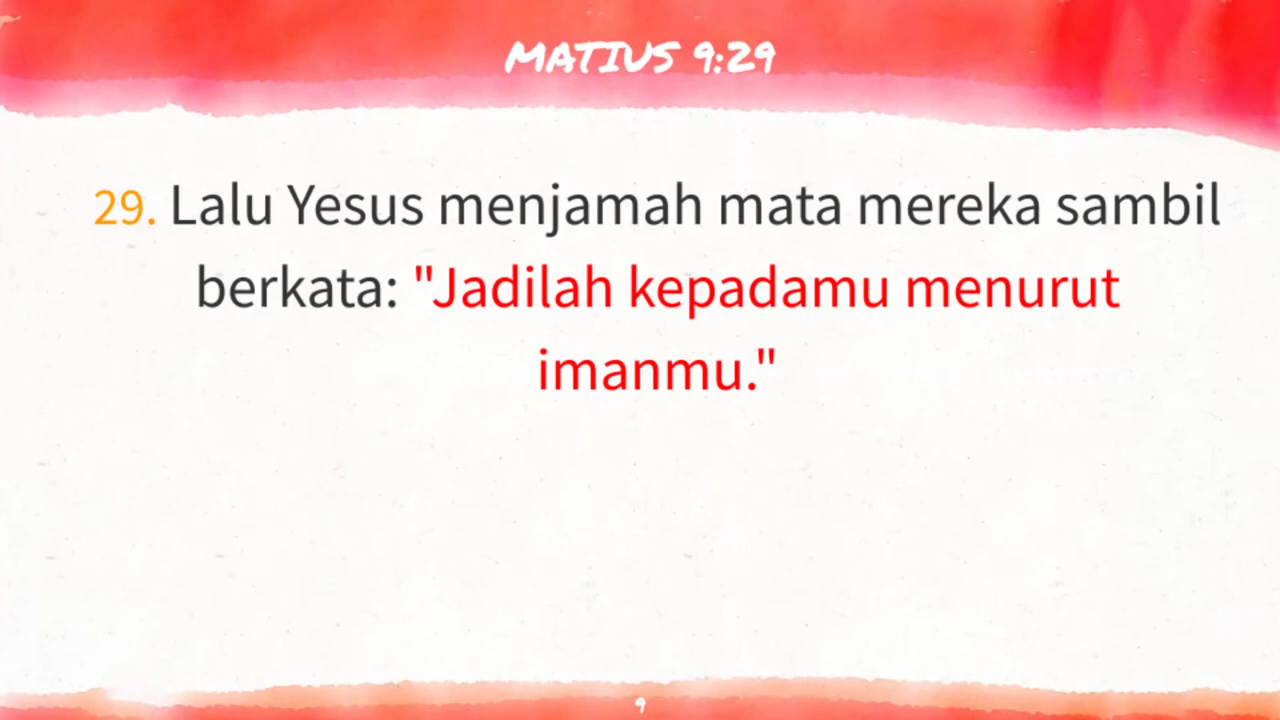 MATIUS 9:29
29. Lalu Yesus menjamah mata mereka sambil
berkata: "Jadilah kepadamu menurut
imanmu."
9